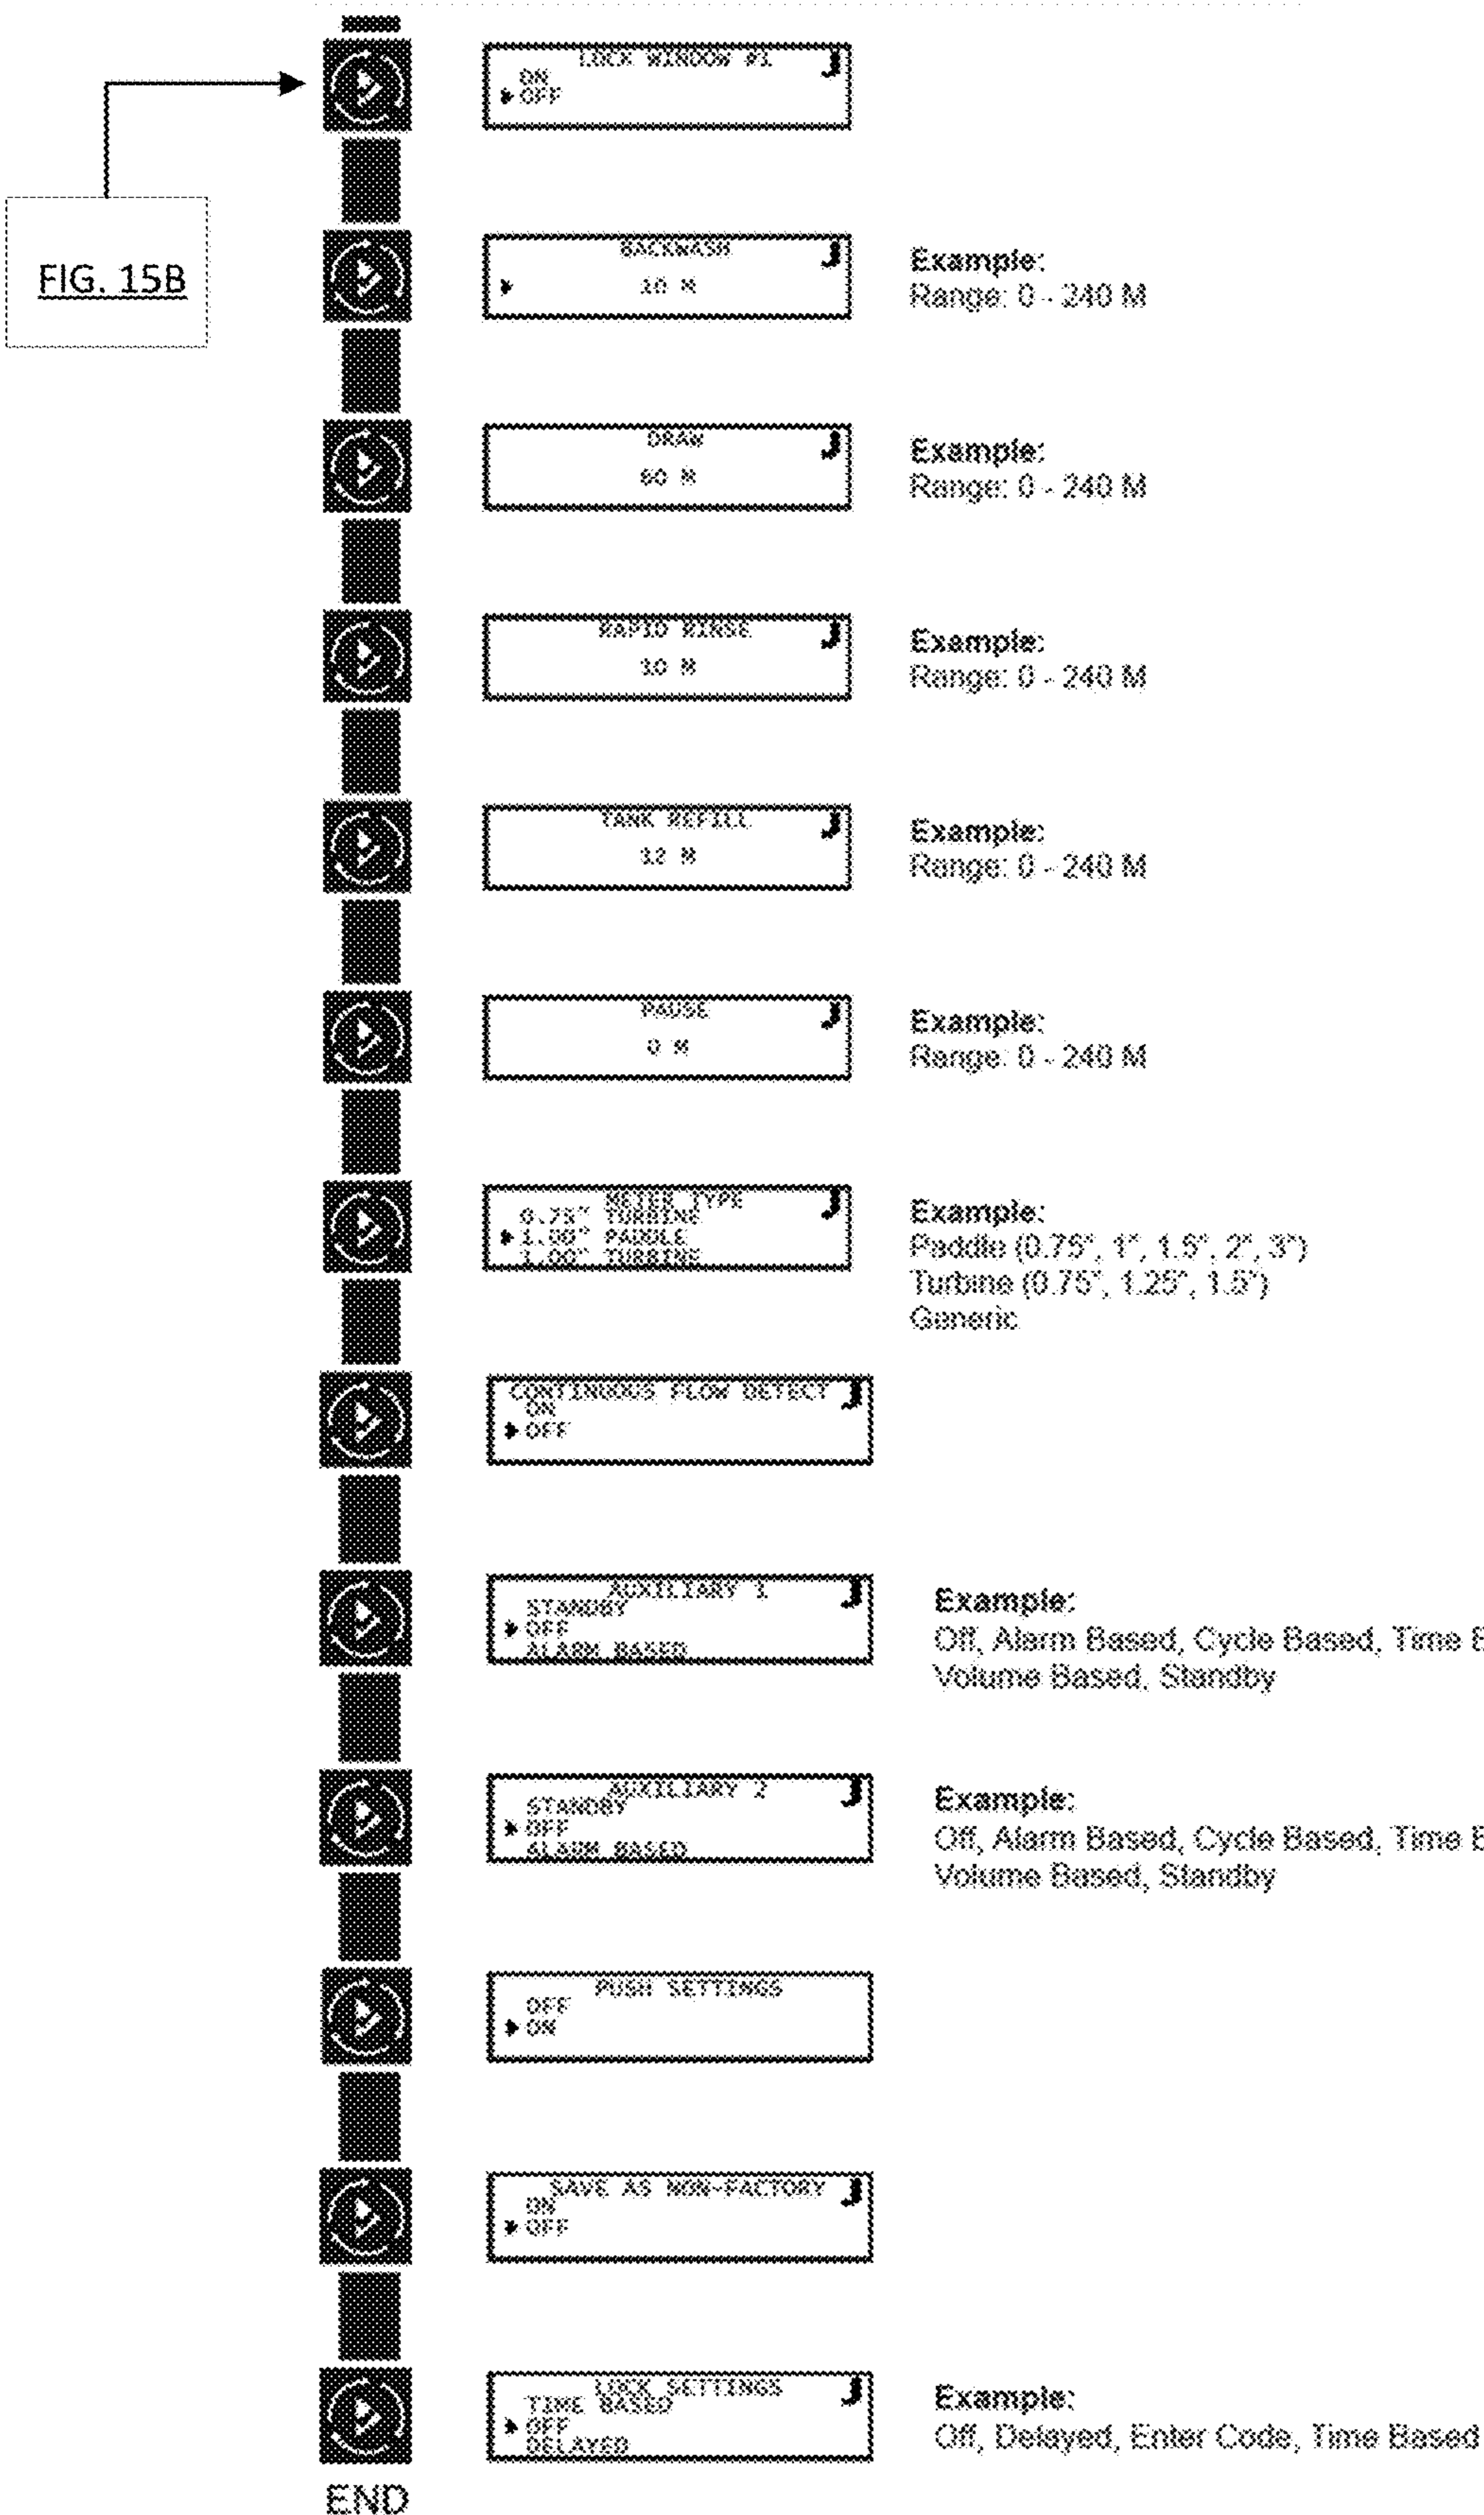 LOCK WINDOW #1
ON
OFF
FIG. 15B
BACKWASH
10 M
Example:
Range: 0 - 240 M
DRAW
60 M
Example:
Range: 0 - 240 M
RAPID RINSE
10 M
Example:
Range: 0 - 240 M
TANK REFILL
12 M
Example:
Range: 0 - 240 M
PAUSE
0 M
Example:
Range: 0 - 240 M
METER TYPE
0.75" TURBINE
1.00" PADDLE
1.00" TURBINE
Example:
Paddle (0.75", 1", 1.5", 2", 3")
Turbine (0.75", 1.25", 1.5")
Generic
CONTINUOUS FLOW DETECT
ON
OFF
AUXILIARY 1
STANDBY
OFF
ALARM BASED
Example:
Off, Alarm Based, Cycle Based, Time
Volume Based, Standby
AUXILIARY 2
STANDBY
OFF
ALARM BASED
Example:
Off, Alarm Based, Cycle Based, Time
Volume Based, Standby
PUSH SETTINGS
OFF
ON
SAVE AS NON-FACTORY
ON
OFF
LOCK SETTINGS
TIME BASED
OFF
DELAYED
Example:
Off, Delayed, Enter Code, Time Based
END